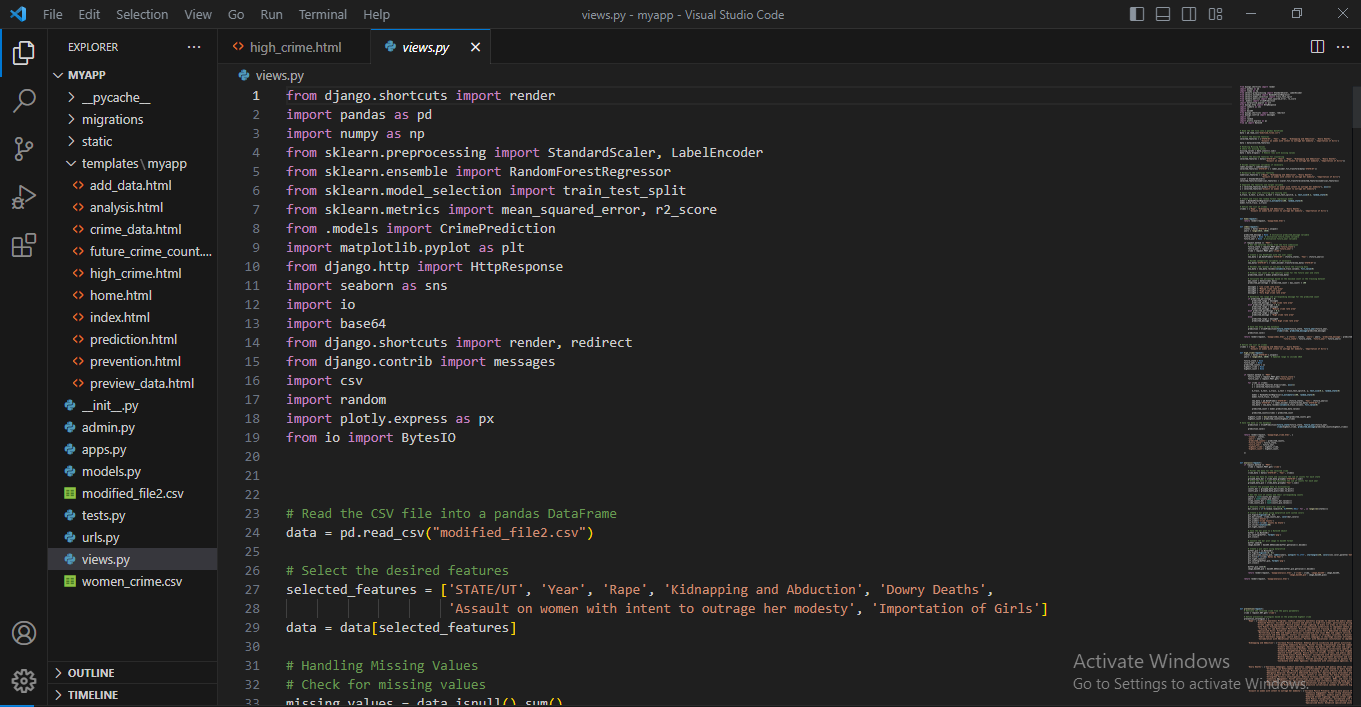 File Edit Selection View Go Run Terminal Help
views.py - myapp - Visual Studio Code
EXPLORER
MYAPP
__pycache__
migrations
static
templates\myapp
add_data.html
analysis.html
crime_data.html
future_crime_count....
high_crime.html
home.html
index.html
prediction.html
prevention.html
preview_data.html
__init__.py
admin.py
apps.py
models.py
modified_file2.csv
tests.py
urls.py
views.py
women_crime.csv
OUTLINE
TIMELINE
high_crime.html
views.py
views.py
1 from django.shortcuts import render
2 import pandas as pd
3 import numpy as np
4 from sklearn.preprocessing import StandardScaler, LabelEncoder
5 from sklearn.ensemble import RandomForestRegressor
6 from sklearn.model_selection import train_test_split
7 from sklearn.metrics import mean_squared_error, r2_score
8 from .models import CrimePrediction
9 import matplotlib.pyplot as plt
10 from django.http import HttpResponse
11 import seaborn as sns
12 import io
13 import base64
14 from django.shortcuts import render, redirect
15 from django.contrib import messages
16 import csv
17 import random
18 import plotly.express as px
19 from io import BytesIO
20
21
22
23 # Read the CSV file into a pandas DataFrame
24 data = pd.read_csv("modified_file2.csv")
25
26 # Select the desired features
27 selected_features = ['STATE/UT', 'Year', 'Rape', 'Kidnapping and Abduction', 'Dowry Deaths',
28 'Assault on women with intent to outrage her modesty', 'Importation of Girls']
29 data = data[selected_features]
30
31 # Handling Missing Values
32 # Check for missing values
33 missing_values = data.isnull().sum()
Activate Windows
Go to Settings to activate Windows.